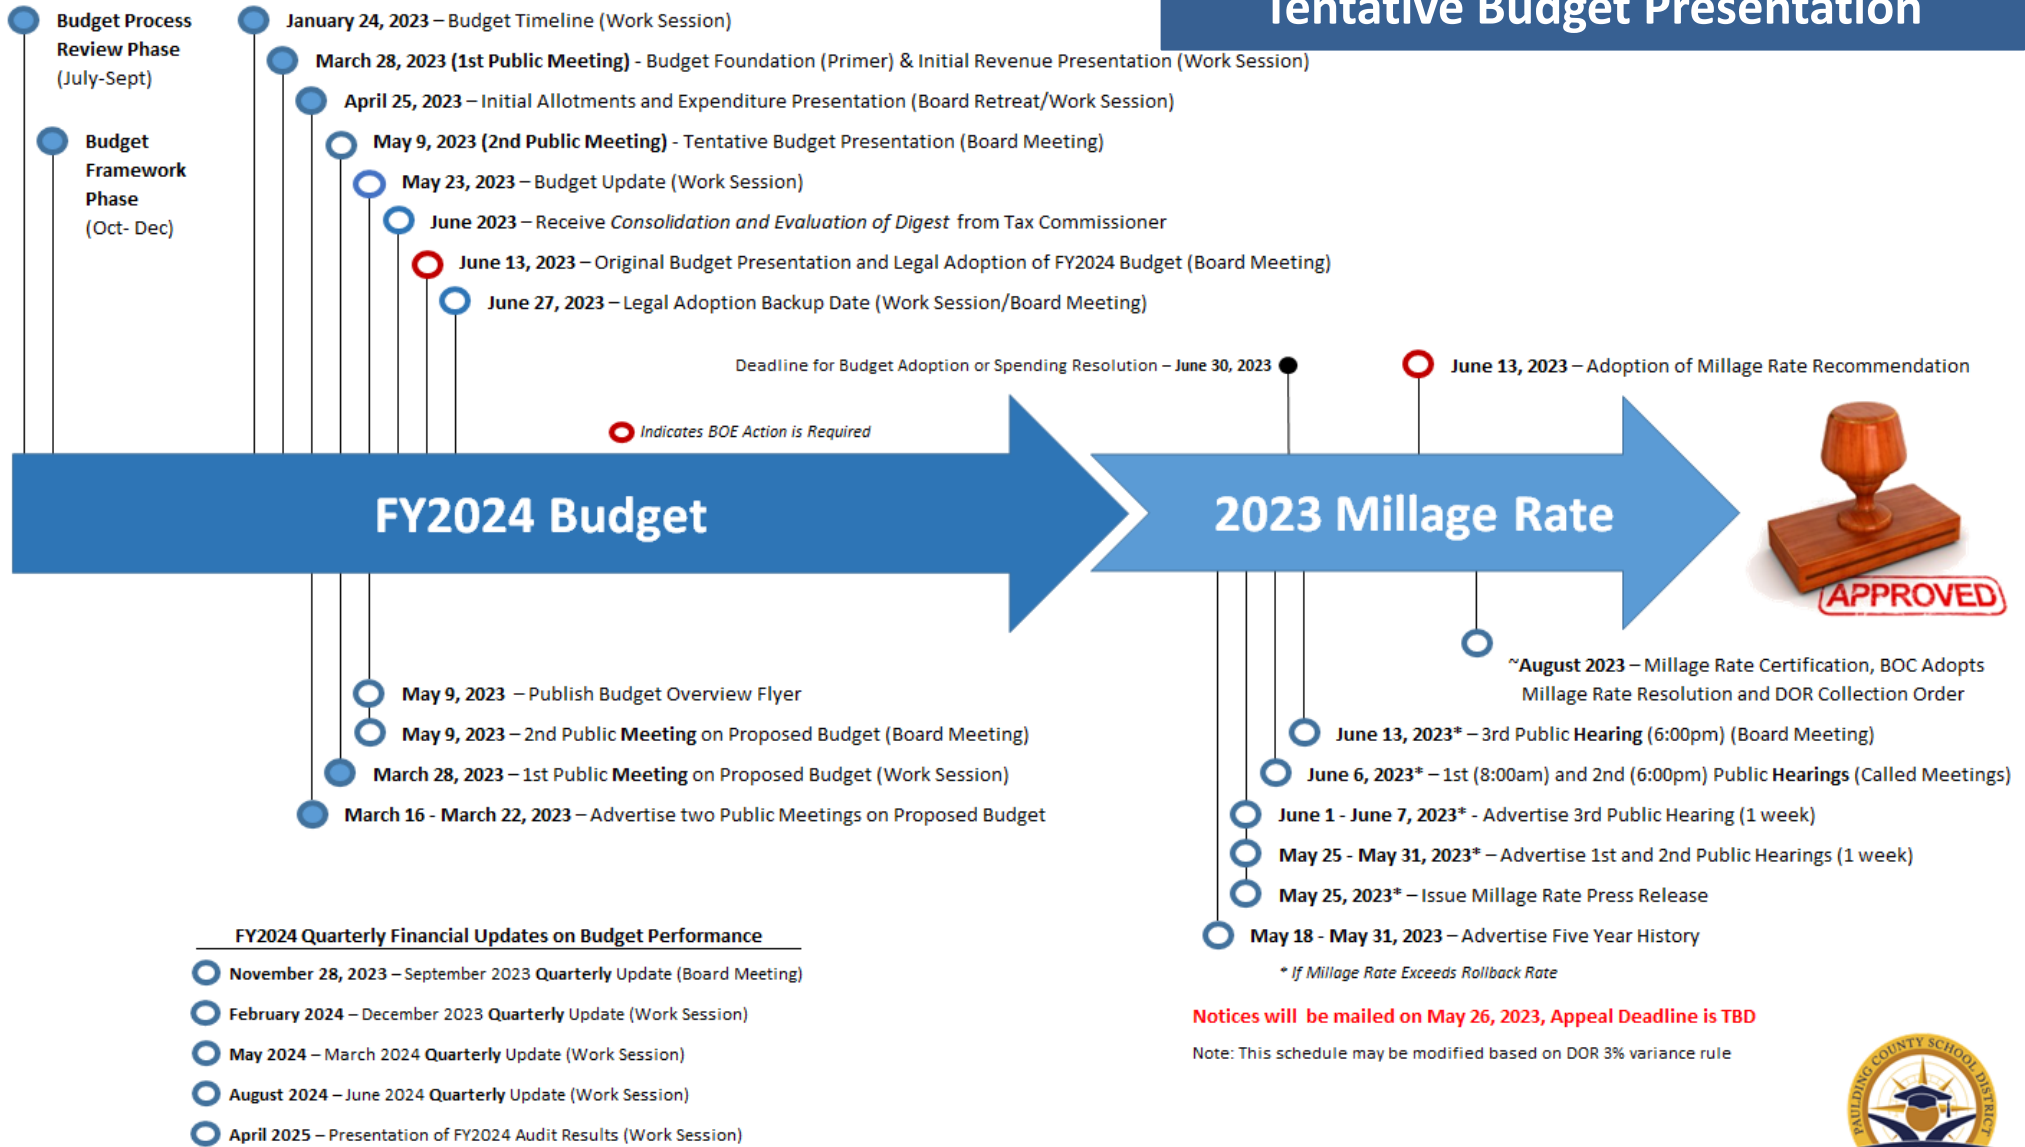 Tentative Budget Presentation
Budget Process
Review Phase
(July-Sept)
Budget
Framework
Phase
(Oct- Dec)
January 24, 2023 – Budget Timeline (Work Session)
March 28, 2023 (1st Public Meeting) - Budget Foundation (Primer) & Initial Revenue Presentation (Work Session)
April 25, 2023 – Initial Allotments and Expenditure Presentation (Board Retreat/Work Session)
May 9, 2023 (2nd Public Meeting) - Tentative Budget Presentation (Board Meeting)
May 23, 2023 – Budget Update (Work Session)
June 2023 – Receive Consolidation and Evaluation of Digest from Tax Commissioner
June 13, 2023 – Original Budget Presentation and Legal Adoption of FY2024 Budget (Board Meeting)
June 27, 2023 – Legal Adoption Backup Date (Work Session/Board Meeting)
Deadline for Budget Adoption or Spending Resolution – June 30, 2023
June 13, 2023 – Adoption of Millage Rate Recommendation
Indicates BOE Action is Required
FY2024 Budget
2023 Millage Rate
APPROVED
May 9, 2023 – Publish Budget Overview Flyer
May 9, 2023 – 2nd Public Meeting on Proposed Budget (Board Meeting)
March 28, 2023 – 1st Public Meeting on Proposed Budget (Work Session)
March 16 - March 22, 2023 – Advertise two Public Meetings on Proposed Budget
~August 2023 – Millage Rate Certification, BOC Adopts
Millage Rate Resolution and DOR Collection Order
June 13, 2023* – 3rd Public Hearing (6:00pm) (Board Meeting)
June 6, 2023* – 1st (8:00am) and 2nd (6:00pm) Public Hearings (Called Meetings)
June 1 - June 7, 2023* - Advertise 3rd Public Hearing (1 week)
May 25 - May 31, 2023* – Advertise 1st and 2nd Public Hearings (1 week)
May 25, 2023* – Issue Millage Rate Press Release
May 18 - May 31, 2023 – Advertise Five Year History
* If Millage Rate Exceeds Rollback Rate
Notices will be mailed on May 26, 2023, Appeal Deadline is TBD
Note: This schedule may be modified based on DOR 3% variance rule
FY2024 Quarterly Financial Updates on Budget Performance
November 28, 2023 – September 2023 Quarterly Update (Board Meeting)
February 2024 – December 2023 Quarterly Update (Work Session)
May 2024 – March 2024 Quarterly Update (Work Session)
August 2024 – June 2024 Quarterly Update (Work Session)
April 2025 – Presentation of FY2024 Audit Results (Work Session)
PAULDING COUNTY SCHOOL DISTRICT